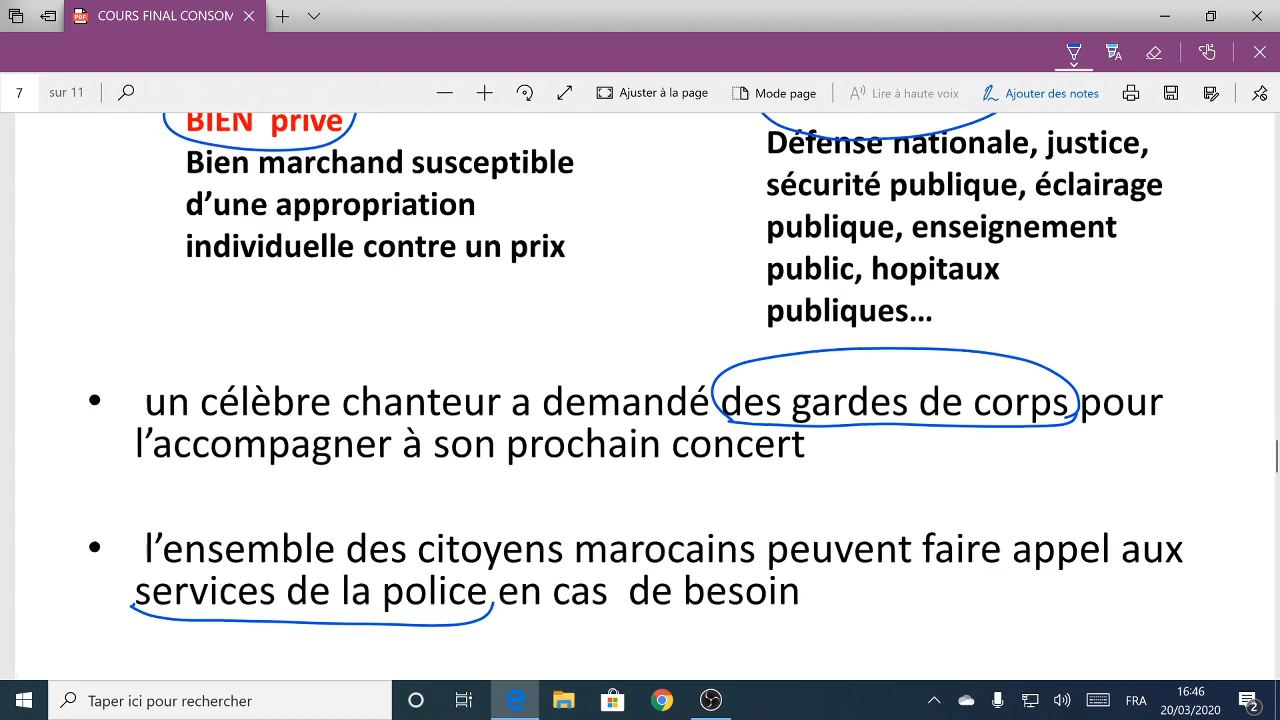 COURS FINAL CONSOM
7 sur 11
Ajuster à la page
Mode page
Lire à haute voix
Ajouter des notes
BIEN privé
Bien marchand susceptible
d’une appropriation
individuelle contre un prix
Défense nationale, justice,
sécurité publique, éclairage
publique, enseignement
public, hopitaux
publiques…
• un célèbre chanteur a demandé des gardes de corps pour
l’accompagner à son prochain concert
• l’ensemble des citoyens marocains peuvent faire appel aux
services de la police en cas de besoin
Taper ici pour rechercher
FRA
16:46
20/03/2020
2